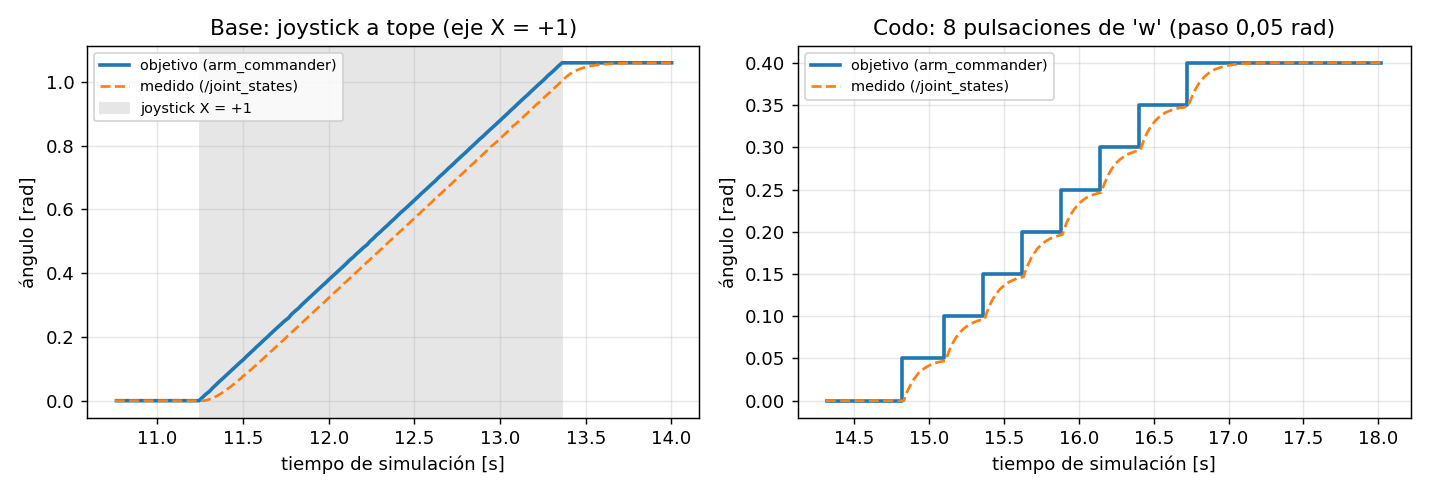 Base: joystick a tope (eje X = +1)
objetivo (arm_commander)
medido (/joint_states)
joystick X = +1
ángulo [rad]
1.0
0.8
0.6
0.4
0.2
0.0
11.0 11.5 12.0 12.5 13.0 13.5 14.0
tiempo de simulación [s]
Codo: 8 pulsaciones de 'w' (paso 0,05 rad)
objetivo (arm_commander)
medido (/joint_states)
ángulo [rad]
0.40
0.35
0.30
0.25
0.20
0.15
0.10
0.05
0.00
14.5 15.0 15.5 16.0 16.5 17.0 17.5 18.0
tiempo de simulación [s]